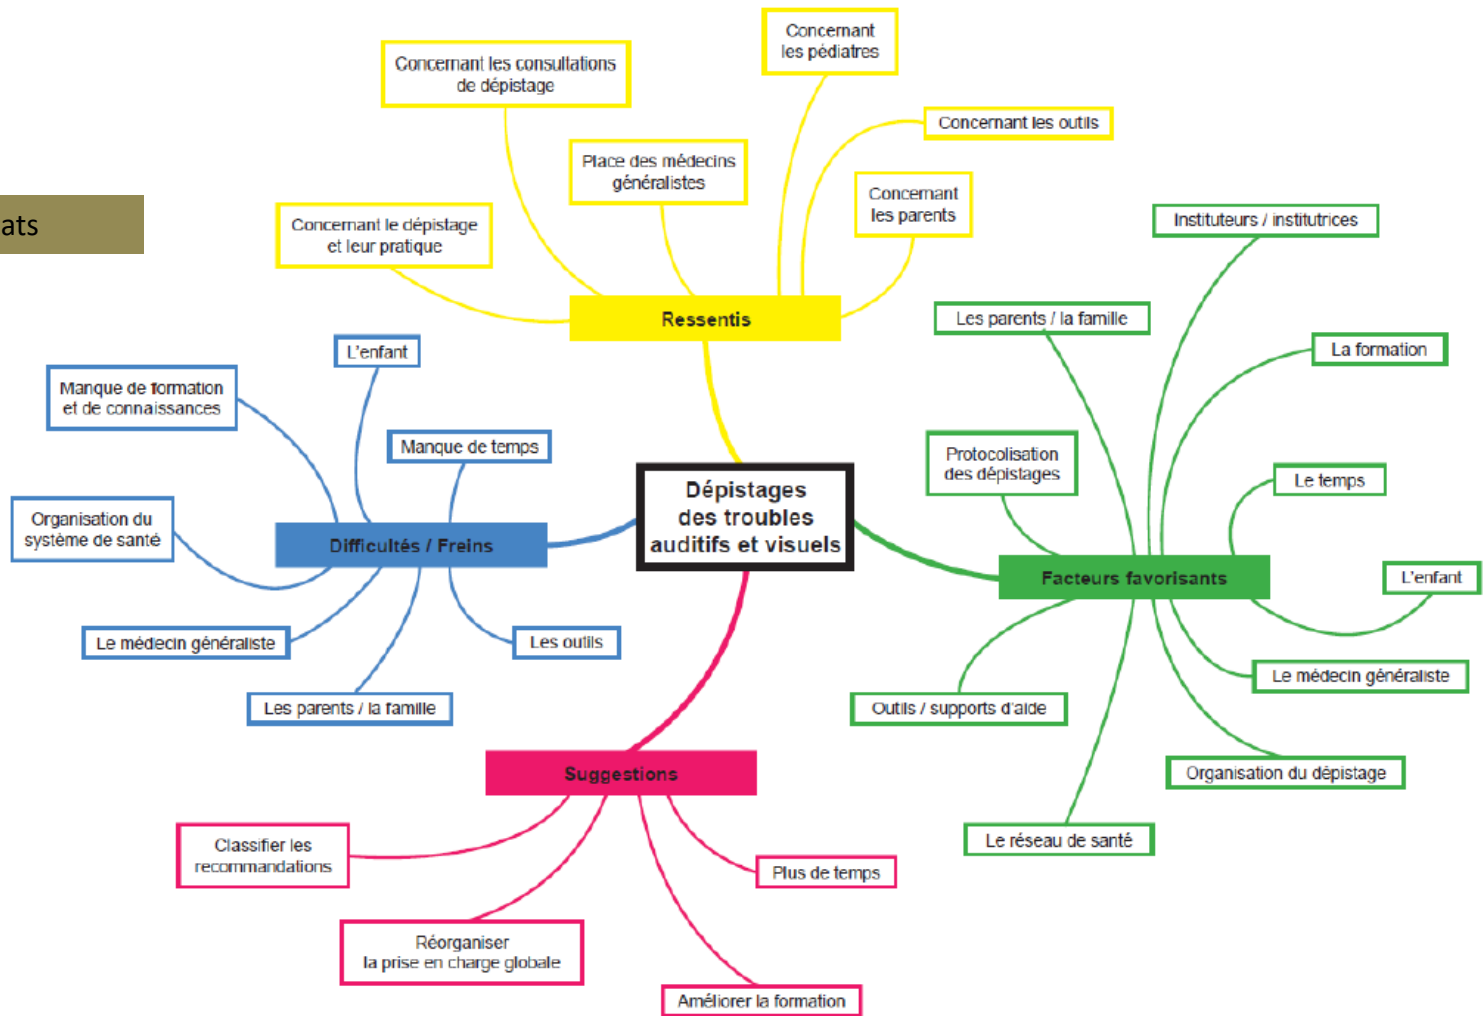 ats
Concernant
les pédiatres
Concernant les consultations
de dépistage
Concernant les outils
Place des médecins
généralistes
Concernant
les parents
Concernant le dépistage
et leur pratique
Ressentis
Instituteurs / institutrices
Les parents / la famille
La formation
Protocolisation
des dépistages
Le temps
L'enfant
Facteurs favorisants
Le médecin généraliste
Outils / supports d'aide
Organisation du dépistage
Le réseau de santé
L'enfant
Manque de formation
et de connaissances
Manque de temps
Organisation du
système de santé
Difficultés / Freins
Le médecin généraliste
Les outils
Les parents / la famille
Dépistages
des troubles
auditifs et visuels
Suggestions
Classifier les
recommandations
Plus de temps
Réorganiser
la prise en charge globale
Améliorer la formation